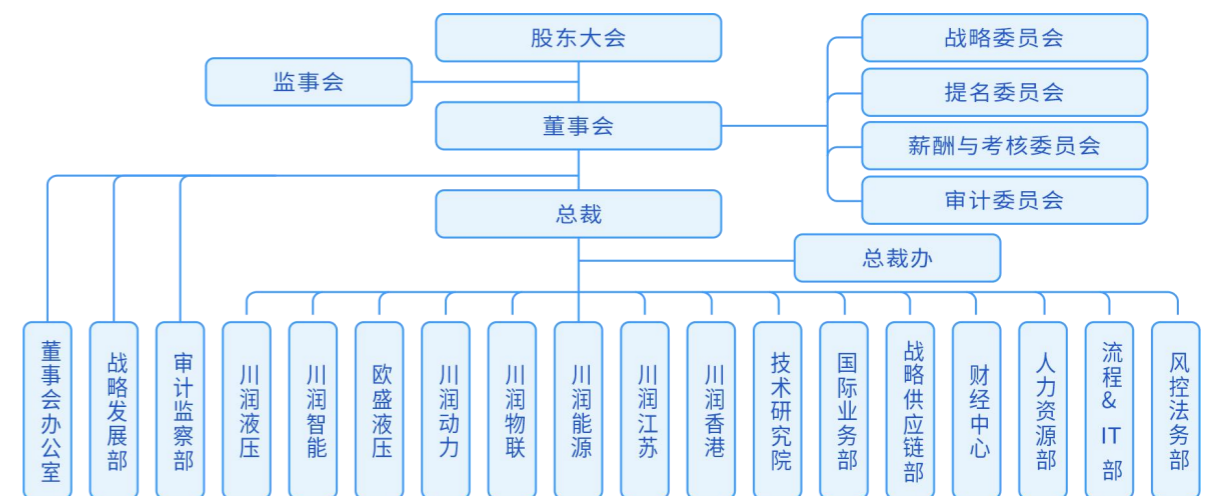 股东大会
战略委员会
监事会
提名委员会
董事会
薪酬与考核委员会
审计委员会
总裁
总裁办
董事会办公室
战略发展部
审计监察部
川润液压
川润智能
欧盛液压
川润动力
川润物联
川润能源
川润江苏
川润香港
技术研究院
国际业务部
战略供应链部
财经中心
人力资源部
流程& IT 部
风控法务部